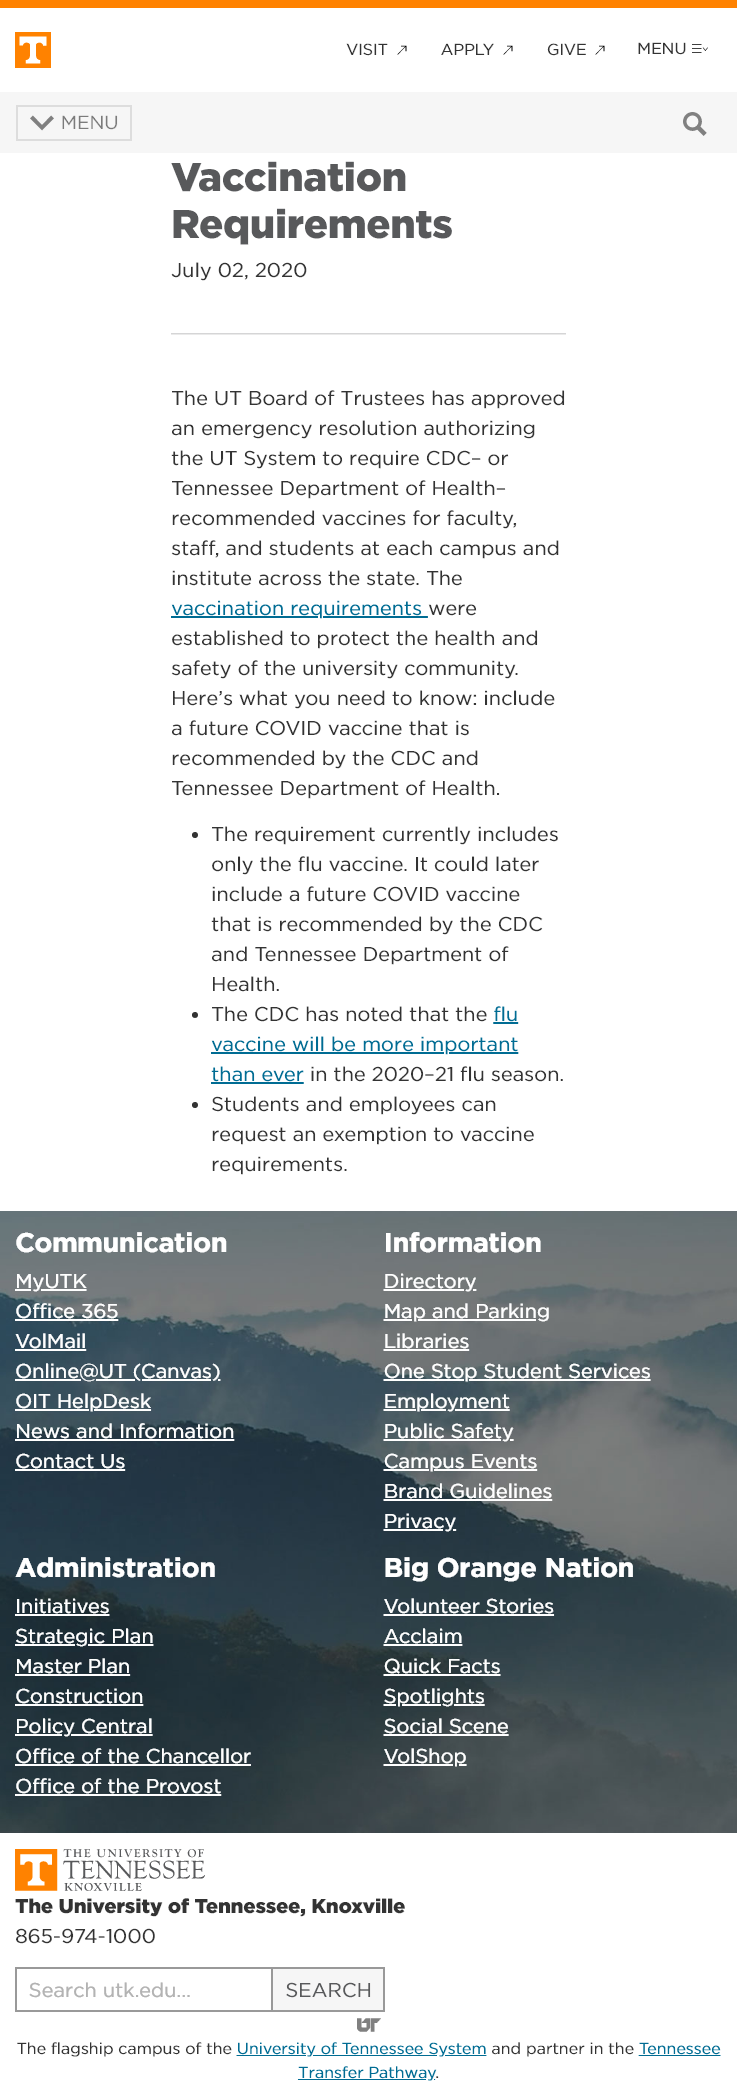 T
VISIT APPLY GIVE MENU
MENU
Vaccination
Requirements
July 02, 2020
The UT Board of Trustees has approved
an emergency resolution authorizing
the UT System to require CDC– or
Tennessee Department of Health–
recommended vaccines for faculty,
staff, and students at each campus and
institute across the state. The
vaccination requirements were
established to protect the health and
safety of the university community.
Here’s what you need to know: include
a future COVID vaccine that is
recommended by the CDC and
Tennessee Department of Health.
• The requirement currently includes
only the flu vaccine. It could later
include a future COVID vaccine
that is recommended by the CDC
and Tennessee Department of
Health.
• The CDC has noted that the flu
vaccine will be more important
than ever in the 2020–21 flu season.
• Students and employees can
request an exemption to vaccine
requirements.
Communication
MyUTK
Office 365
VolMail
Online@UT (Canvas)
OIT HelpDesk
News and Information
Contact Us
Information
Directory
Map and Parking
Libraries
One Stop Student Services
Employment
Public Safety
Campus Events
Brand Guidelines
Privacy
Administration
Initiatives
Strategic Plan
Master Plan
Construction
Policy Central
Office of the Chancellor
Office of the Provost
Big Orange Nation
Volunteer Stories
Acclaim
Quick Facts
Spotlights
Social Scene
VolShop
T THE UNIVERSITY OF
TENNESSEE
KNOXVILLE
The University of Tennessee, Knoxville
865-974-1000
Search utk.edu... SEARCH
UT
The flagship campus of the University of Tennessee System and partner in the Tennessee
Transfer Pathway.